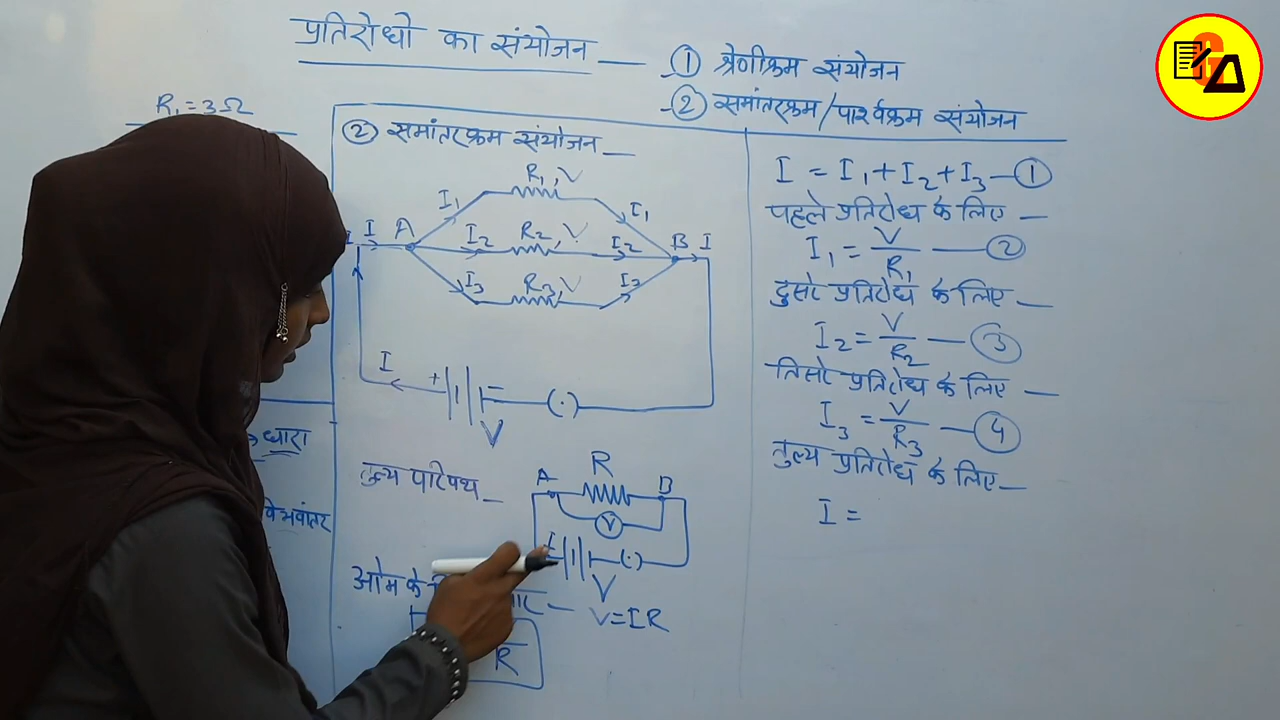 प्रतिरोधो का संयोजन —
① श्रेणीक्रम संयोजन
② समांतरक्रम/पार्श्वक्रम संयोजन
R₁ = 3Ω
② समांतरक्रम संयोजन —
R₁, V
I₁ I₁
I A I₂ R₂, V I₂ B I
I₃ R₃, V I₃
I + −
V
तुल्य परिपथ —
R
A B
V
V
ओम के
V = IR
R
धारा
I = I₁ + I₂ + I₃ — ①
पहले प्रतिरोध के लिए —
I₁ = V/R₁ — ②
दुसरे प्रतिरोध के लिए —
I₂ = V/R₂ — ③
तिसरे प्रतिरोध के लिए —
I₃ = V/R₃ — ④
तुल्य प्रतिरोध के लिए —
I =